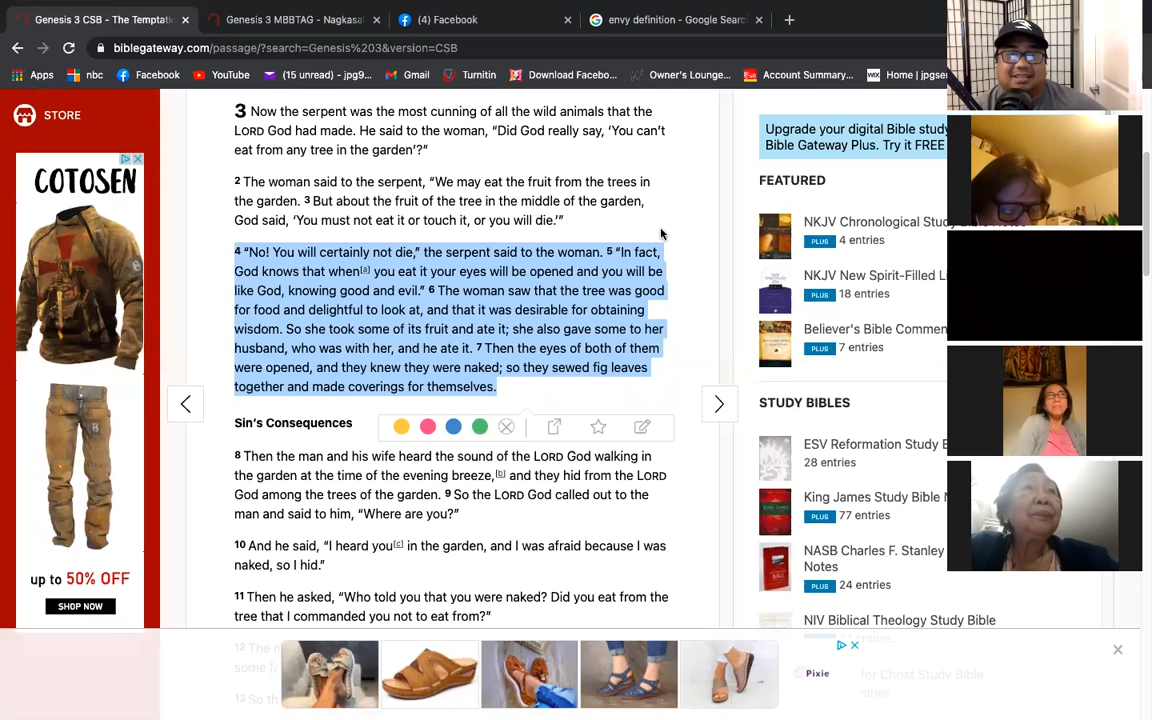 Genesis 3 CSB - The Temptati
Genesis 3 MBBTAG - Nagkasal
(4) Facebook
envy definition - Google Searc
biblegateway.com/passage/?search=Genesis%203&version=CSB
Apps
nbc
Facebook
YouTube
(15 unread) - jpg9...
Gmail
Turnitin
Download Facebo...
Owner's Lounge...
Account Summary...
Home | jpgser
STORE
COTOSEN
up to 50% OFF
SHOP NOW
3 Now the serpent was the most cunning of all the wild animals that the
LORD God had made. He said to the woman, “Did God really say, ‘You can’t
eat from any tree in the garden’?”
2 The woman said to the serpent, “We may eat the fruit from the trees in
the garden. 3 But about the fruit of the tree in the middle of the garden,
God said, ‘You must not eat it or touch it, or you will die.’”
4 “No! You will certainly not die,” the serpent said to the woman. 5 “In fact,
God knows that when[a] you eat it your eyes will be opened and you will be
like God, knowing good and evil.” 6 The woman saw that the tree was good
for food and delightful to look at, and that it was desirable for obtaining
wisdom. So she took some of its fruit and ate it; she also gave some to her
husband, who was with her, and he ate it. 7 Then the eyes of both of them
were opened, and they knew they were naked; so they sewed fig leaves
together and made coverings for themselves.
Sin’s Consequences
8 Then the man and his wife heard the sound of the LORD God walking in
the garden at the time of the evening breeze,[b] and they hid from the LORD
God among the trees of the garden. 9 So the LORD God called out to the
man and said to him, “Where are you?”
10 And he said, “I heard you[c] in the garden, and I was afraid because I was
naked, so I hid.”
11 Then he asked, “Who told you that you were naked? Did you eat from the
tree that I commanded you not to eat from?”
12 The m
some fr
13 So th
Upgrade your digital Bible study
Bible Gateway Plus. Try it FREE
FEATURED
NKJV Chronological Stu
PLUS 4 entries
NKJV New Spirit-Filled Li
PLUS 18 entries
Believer's Bible Commen
PLUS 7 entries
STUDY BIBLES
ESV Reformation Study B
28 entries
King James Study Bible N
PLUS 77 entries
NASB Charles F. Stanley
Notes
PLUS 24 entries
NIV Biblical Theology Study Bible
Pixie
for Christ Study Bible
entries